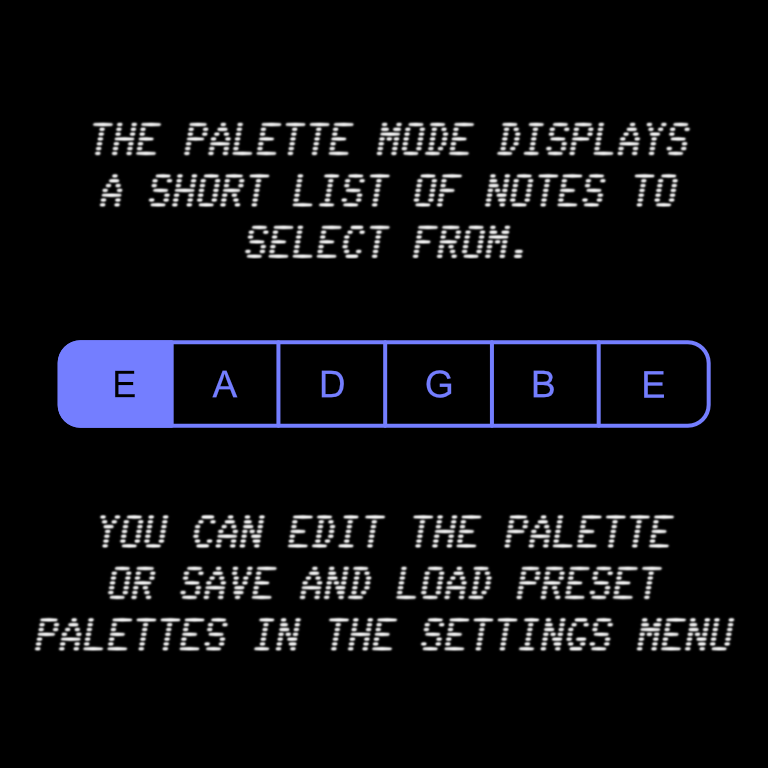 THE PALETTE MODE DISPLAYS
A SHORT LIST OF NOTES TO
SELECT FROM.
E A D G B E
YOU CAN EDIT THE PALETTE
OR SAVE AND LOAD PRESET
PALETTES IN THE SETTINGS MENU